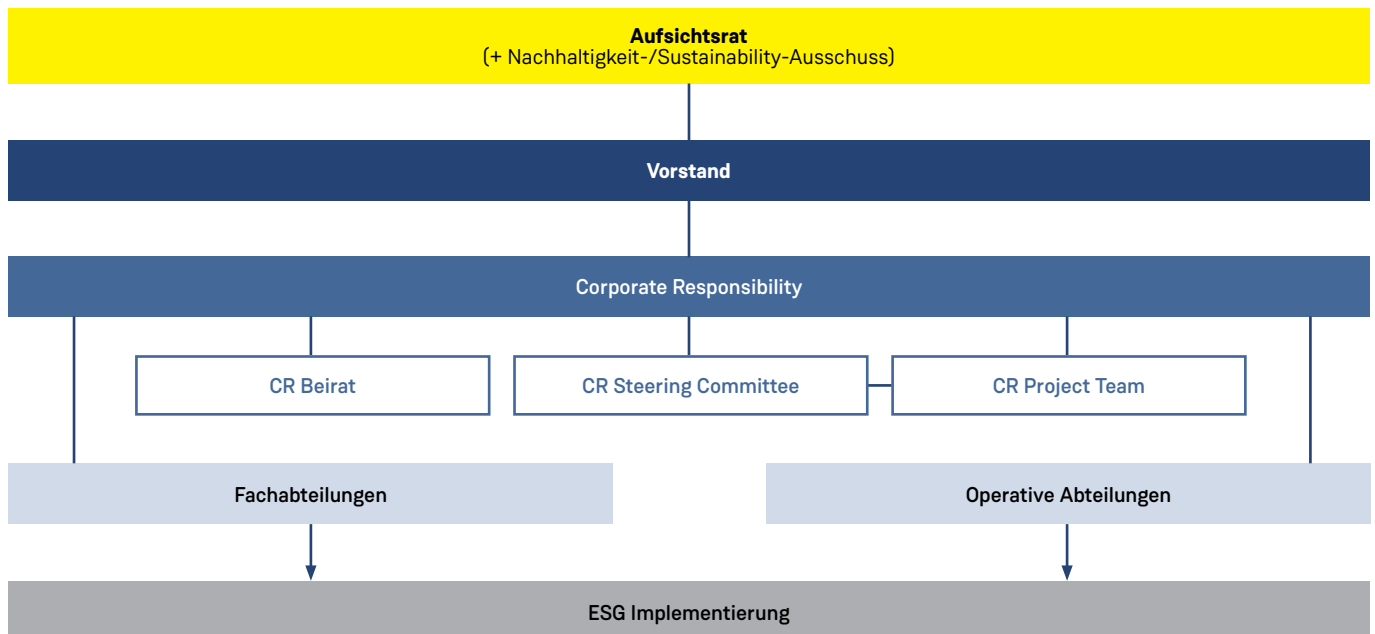 Aufsichtsrat
(+ Nachhaltigkeit-/Sustainability-Ausschuss)
Vorstand
Corporate Responsibility
CR Beirat
CR Steering Committee
CR Project Team
Fachabteilungen
Operative Abteilungen
ESG Implementierung